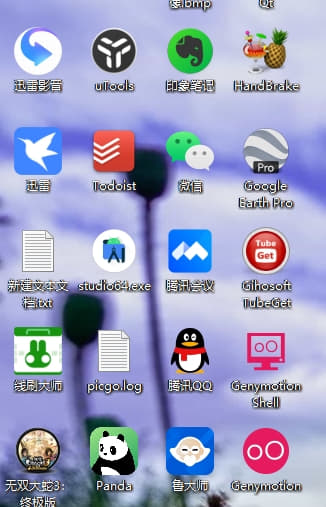 象lbmp
Qt
迅雷影音
uTools
印象笔记
HandBrake
迅雷
Todoist
微信
Pro
Google
Earth Pro
新建文本文
档.txt
AI
studio64.exe
腾讯会议
Tube
Get
Gihosoft
TubeGet
线刷大师
picgo.log
腾讯QQ
Genymotion
Shell
无双大蛇3：
终极版
Panda
鲁大师
Genymotion